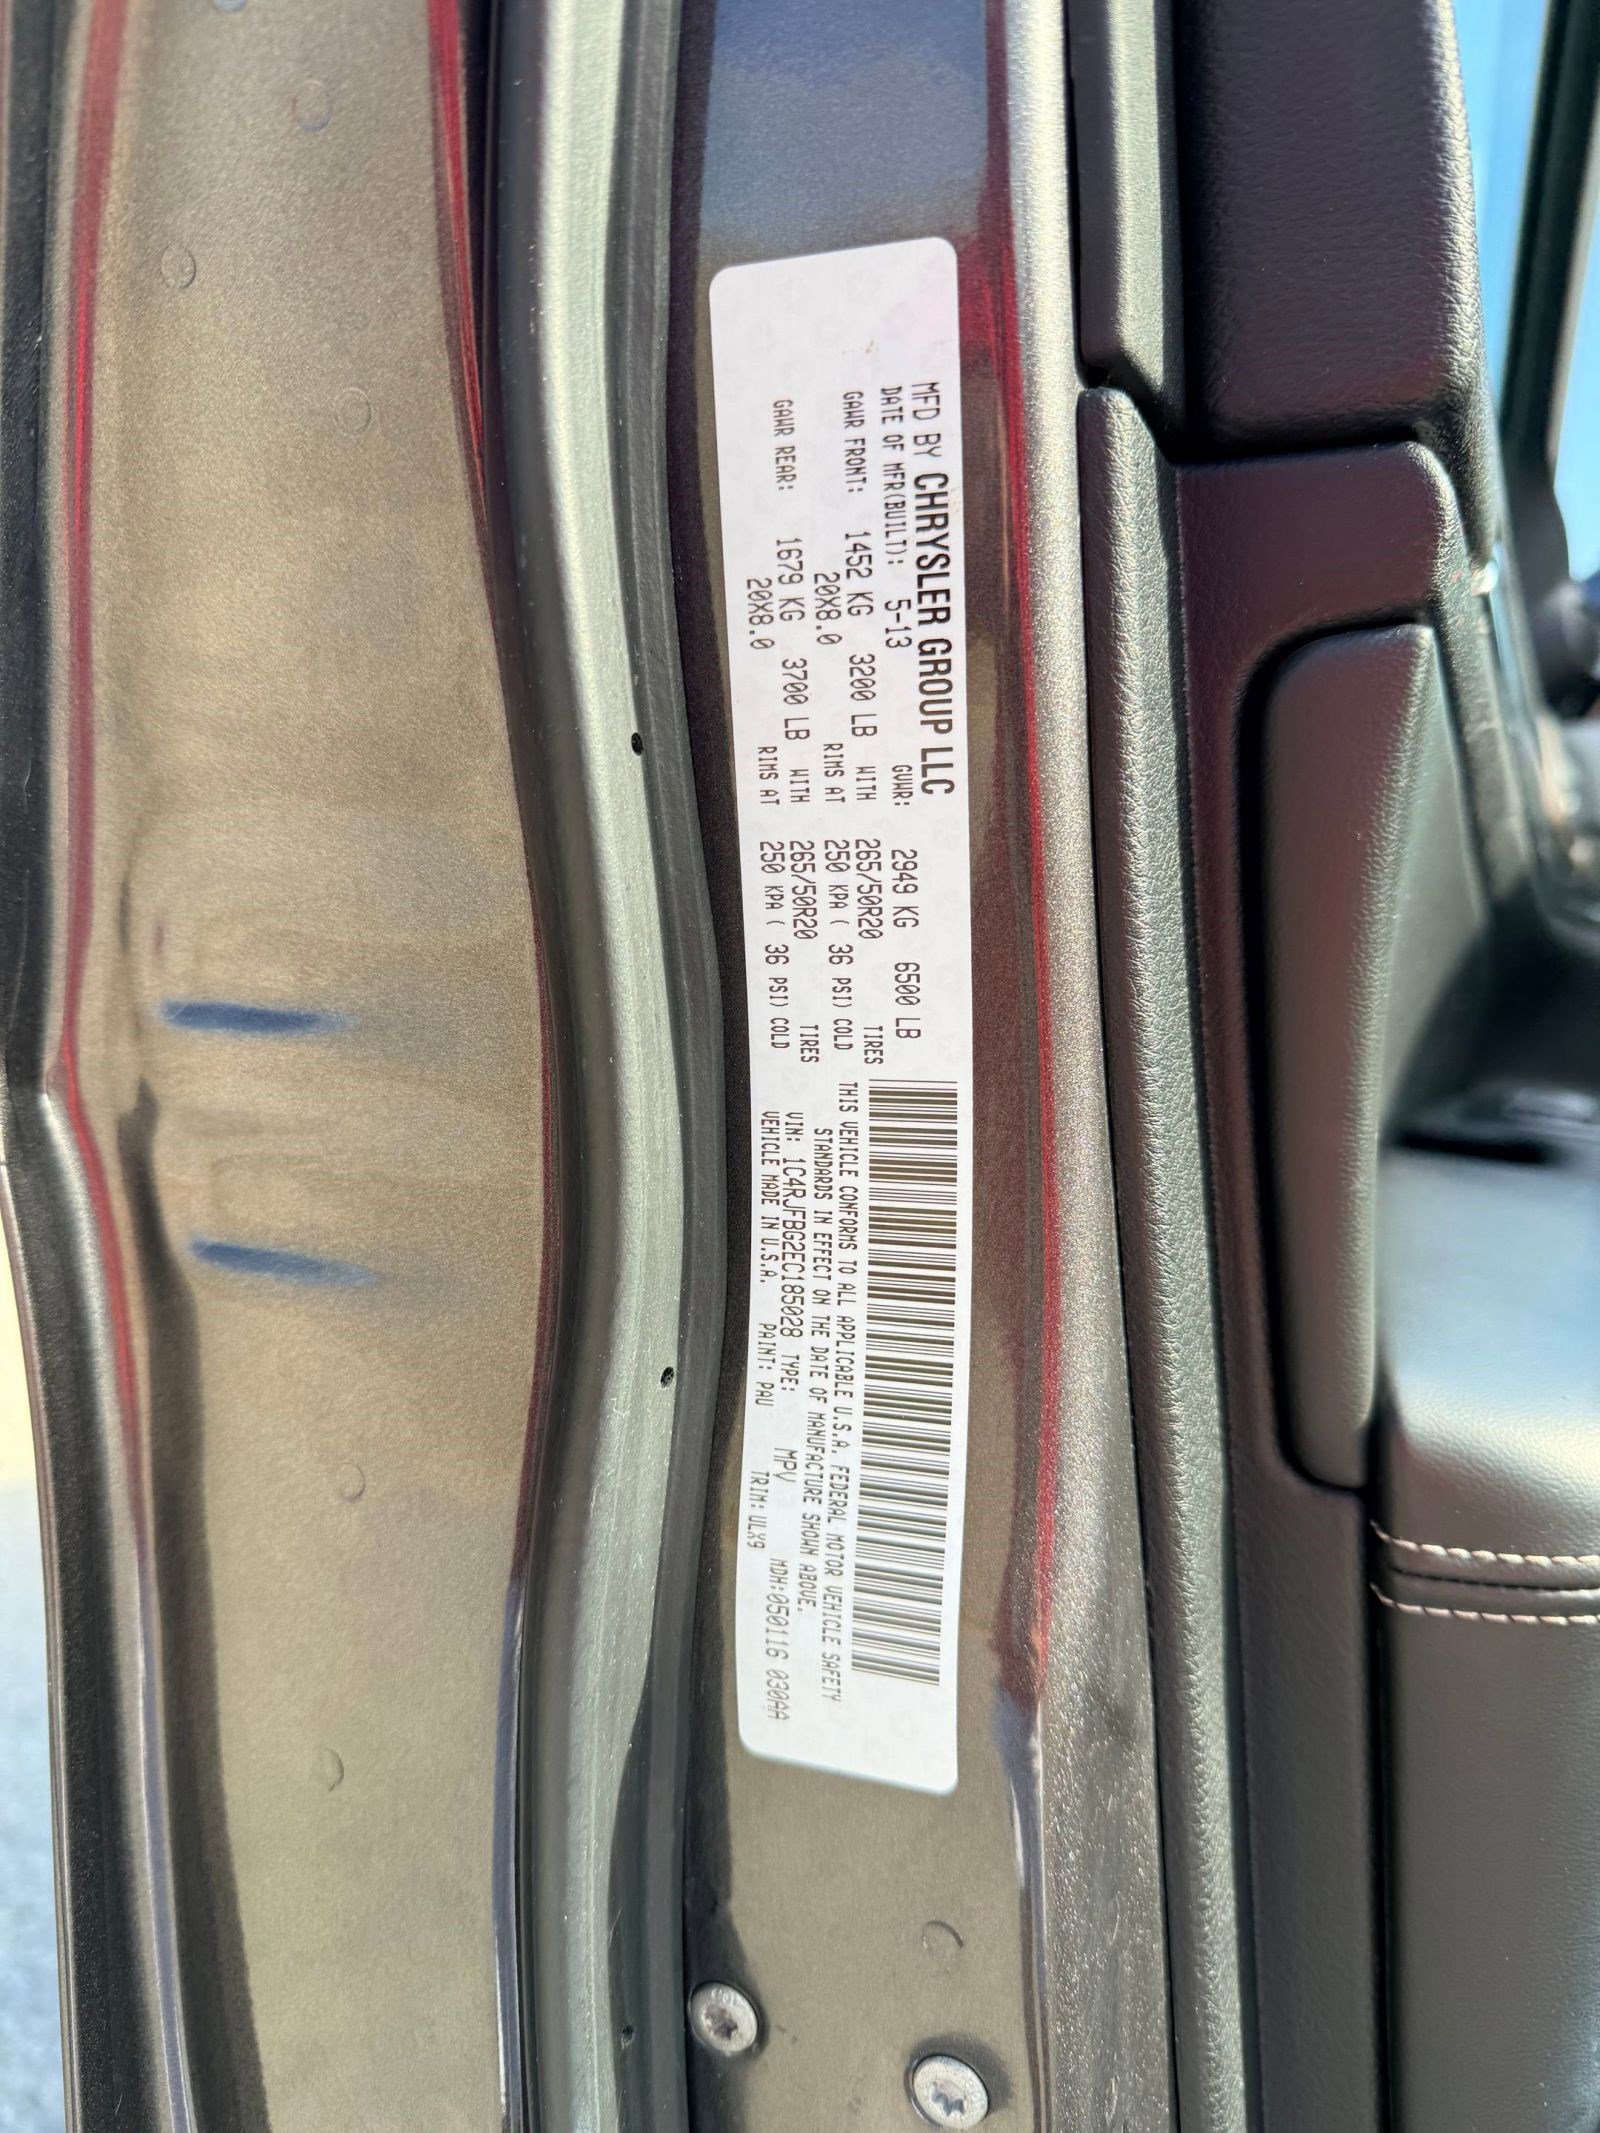 MFD BY CHRYSLER GROUP LLC
DATE OF MFR(BUILT): 5-13 GVWR: 2949 KG 6500 LB
GAWR FRONT: 1452 KG 3200 LB WITH 265/50R20 TIRES
20X8.0 RIMS AT 250 KPA ( 36 PSI) COLD
GAWR REAR: 1679 KG 3700 LB WITH 265/50R20 TIRES
20X8.0 RIMS AT 250 KPA ( 36 PSI) COLD
THIS VEHICLE CONFORMS TO ALL APPLICABLE U.S.A. FEDERAL MOTOR VEHICLE SAFETY
STANDARDS IN EFFECT ON THE DATE OF MANUFACTURE SHOWN ABOVE.
VIN: 1C4RJFBG2EC185028 TYPE: MPV MDH:050116 030AA
VEHICLE MADE IN U.S.A. PAINT: PAU TRIM: ULX9